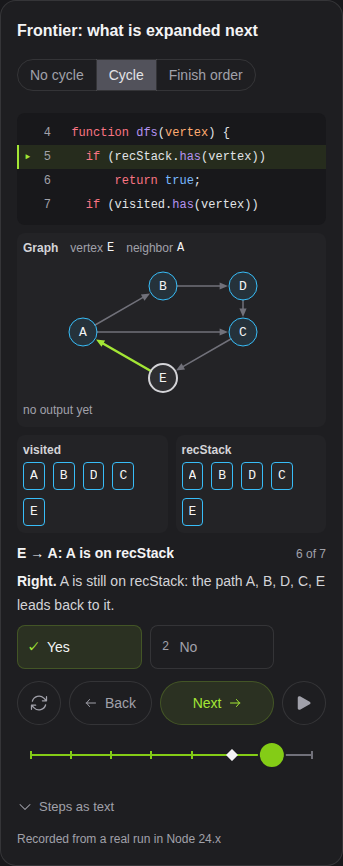 Frontier: what is expanded next
No cycle Cycle Finish order
4 function dfs(vertex) {
▸ 5 if (recStack.has(vertex))
6 return true;
7 if (visited.has(vertex))
Graph vertex E neighbor A
B D
A C
E
no output yet
visited recStack
A B D C A B D C
E E
E → A: A is on recStack 6 of 7
Right. A is still on recStack: the path A, B, D, C, E
leads back to it.
✓ Yes 2 No
← Back Next →
Steps as text
Recorded from a real run in Node 24.x